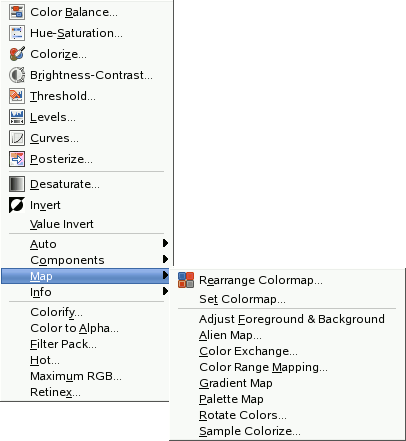 Color Balance...
Hue-Saturation...
Colorize...
Brightness-Contrast...
Threshold...
Levels...
Curves...
Posterize...
Desaturate...
Invert
Value Invert
Auto
Components
Map
Info
Colorify...
Color to Alpha...
Filter Pack...
Hot...
Maximum RGB...
Retinex...
Rearrange Colormap...
Set Colormap...
Adjust Foreground & Background
Alien Map...
Color Exchange...
Color Range Mapping...
Gradient Map
Palette Map
Rotate Colors...
Sample Colorize...